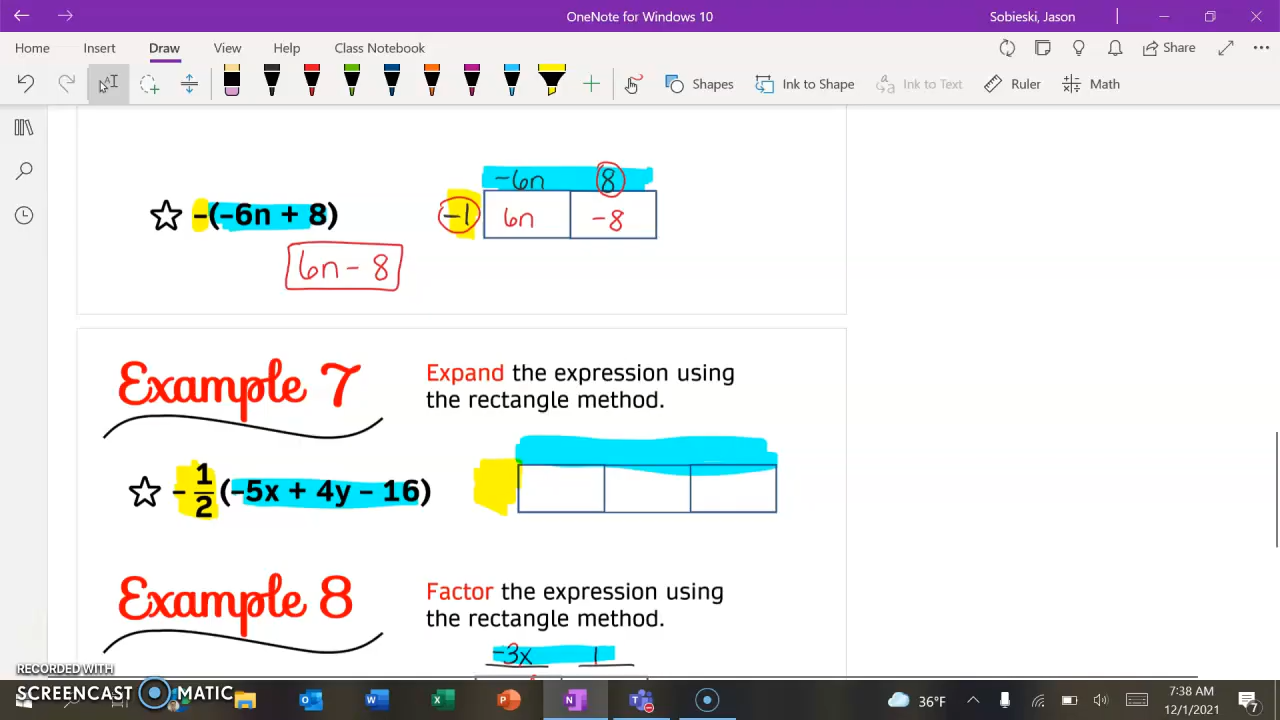 OneNote for Windows 10
Sobieski, Jason
Home Insert Draw View Help Class Notebook Share
Shapes Ink to Shape Ink to Text Ruler Math
-6n 8
-(-6n + 8) -1 6n -8
6n - 8
Example 7 Expand the expression using
the rectangle method.
- 1/2 (-5x + 4y - 16)
Example 8 Factor the expression using
the rectangle method.
-3x 1
RECORDED WITH
SCREENCAST MATIC
36°F 7:38 AM
12/1/2021 7